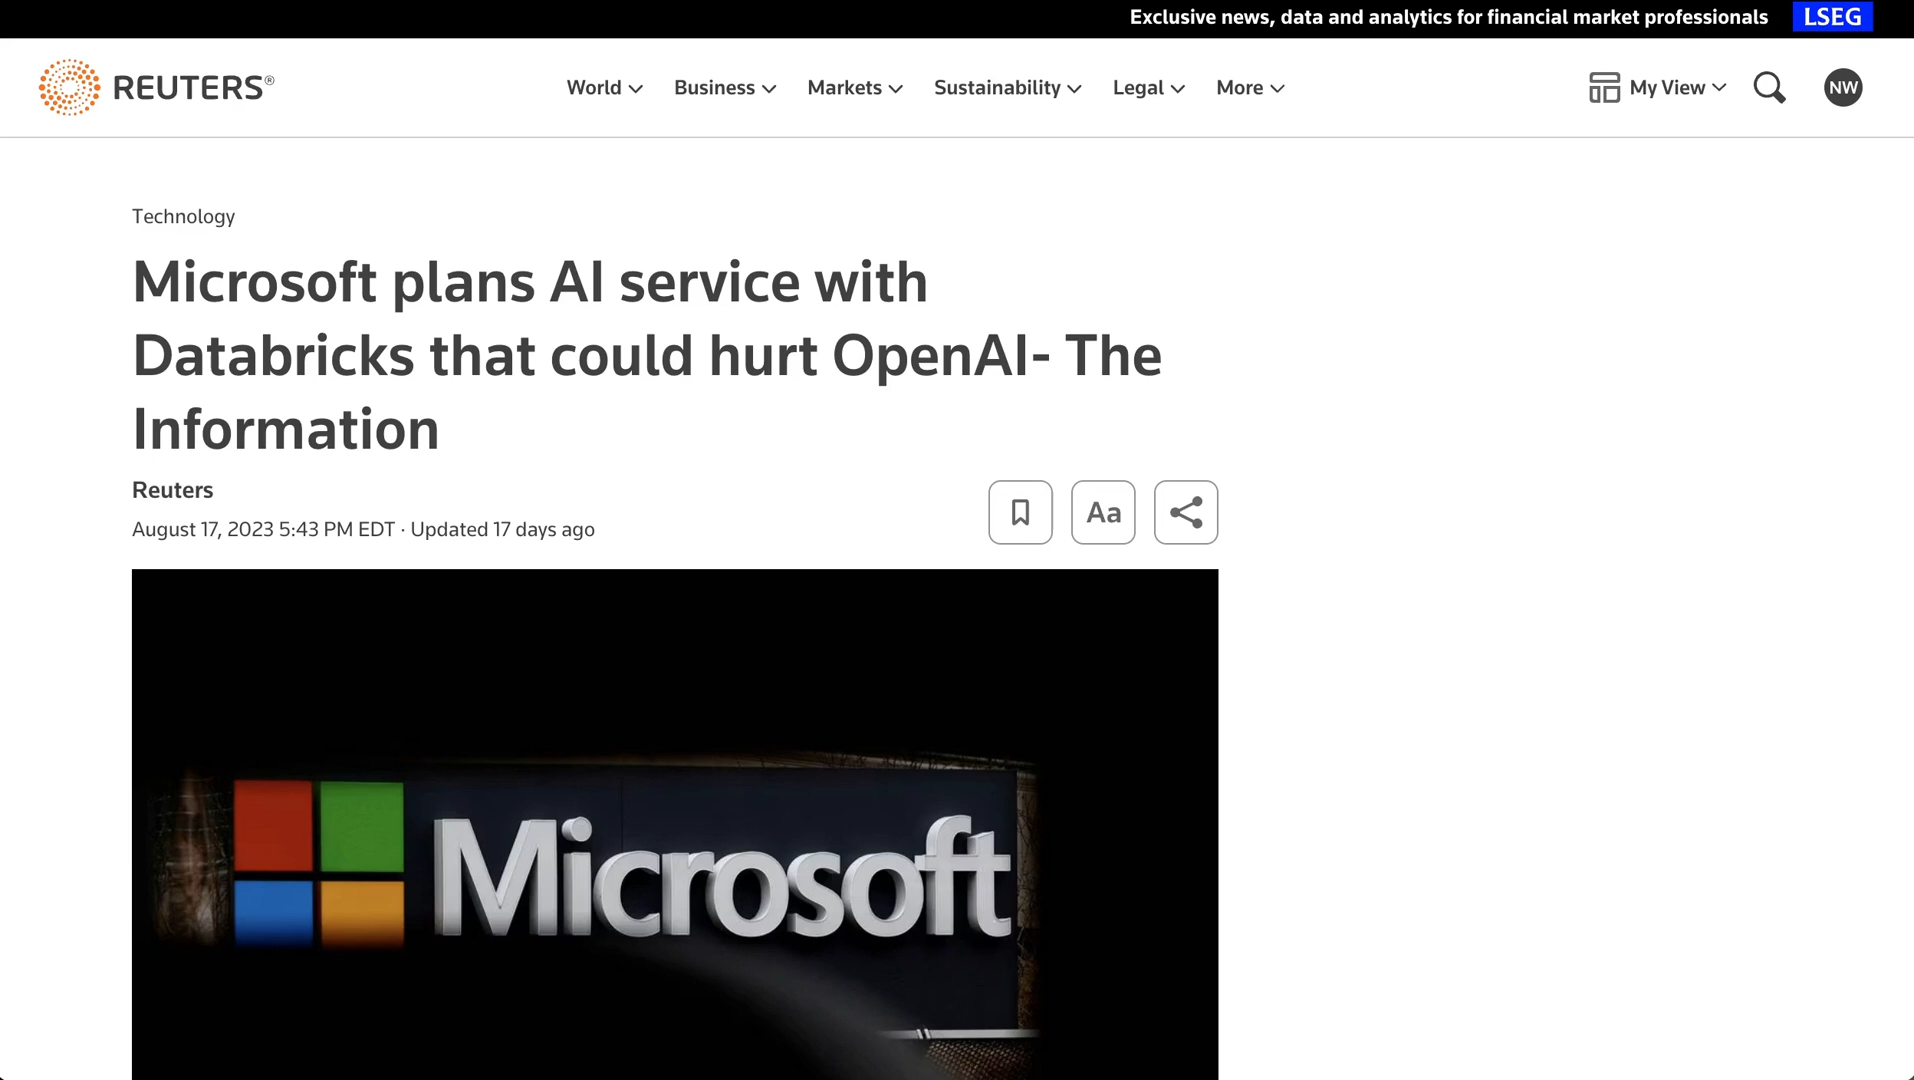 Exclusive news, data and analytics for financial market professionals LSEG
REUTERS®
World Business Markets Sustainability Legal More
My View
NW
Technology
Microsoft plans AI service with
Databricks that could hurt OpenAI- The
Information
Reuters
August 17, 2023 5:43 PM EDT · Updated 17 days ago
Aa
Microsoft